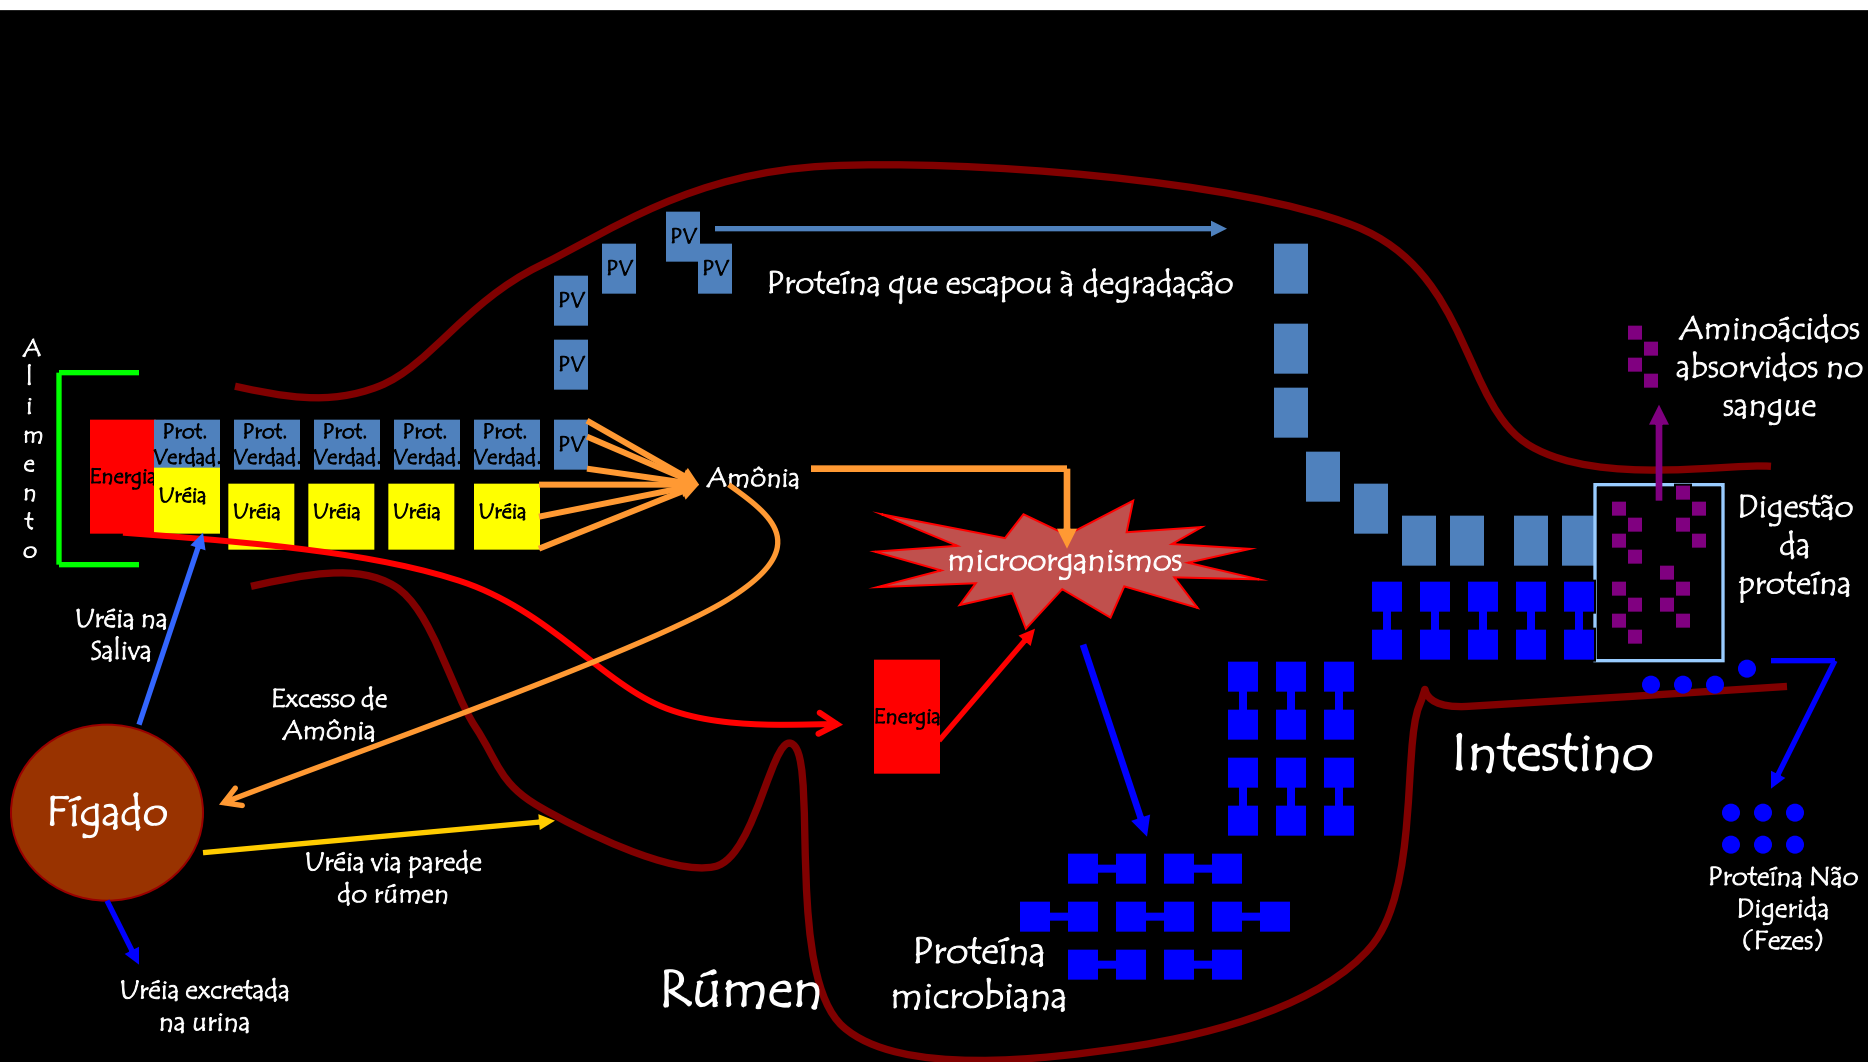 Alimento
Energia
Prot.
Verdad.
Prot.
Verdad.
Prot.
Verdad.
Prot.
Verdad.
Prot.
Verdad.
Uréia
Uréia
Uréia
Uréia
Uréia
PV
PV
PV
PV
PV
PV
Proteína que escapou à degradação
Amônia
microorganismos
Energia
Uréia na
Saliva
Excesso de
Amônia
Fígado
Uréia via parede
do rúmen
Uréia excretada
na urina
Rúmen
Proteína
microbiana
Intestino
Aminoácidos
absorvidos no
sangue
Digestão
da
proteína
Proteína Não
Digerida
(Fezes)